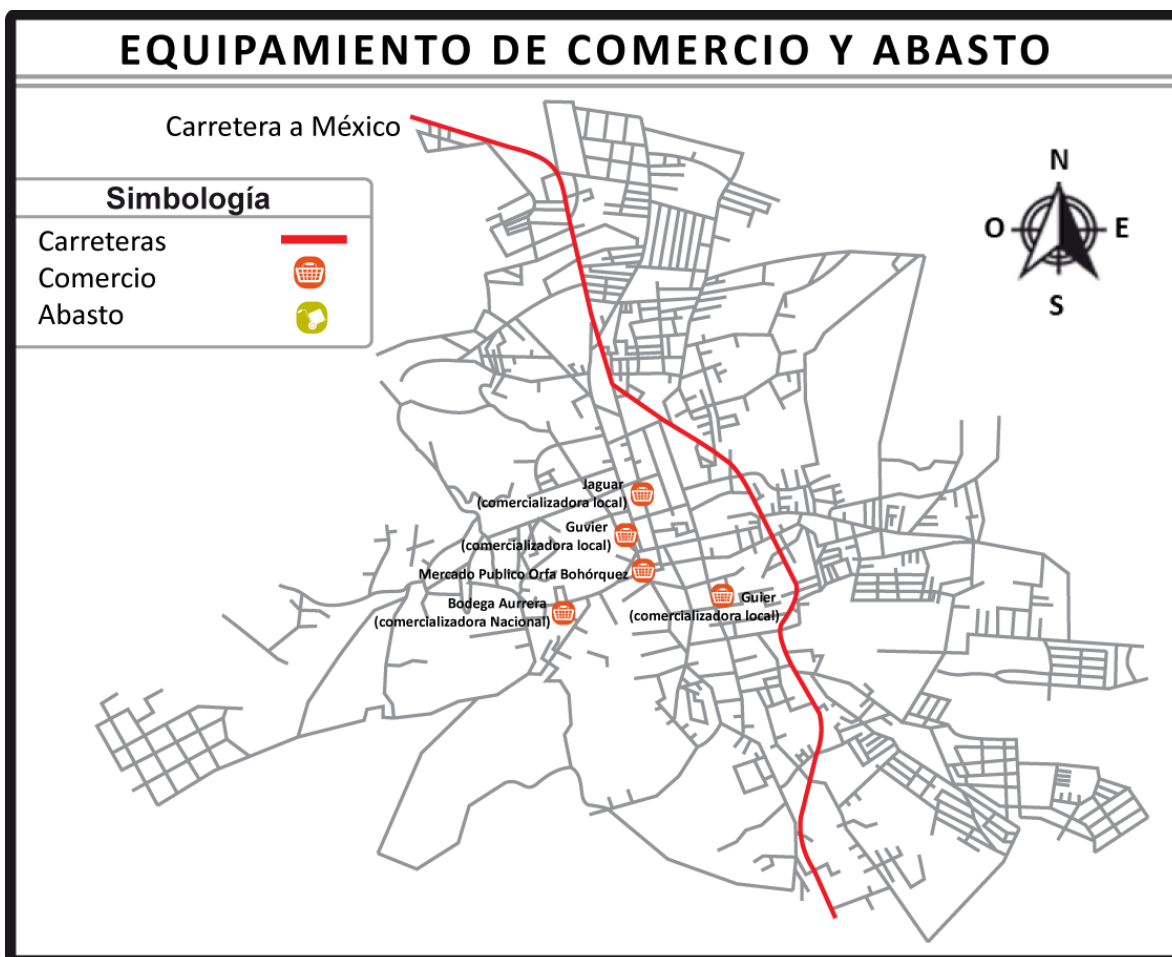 EQUIPAMIENTO DE COMERCIO Y ABASTO
Carretera a México
Simbología
Carreteras
Comercio
Abasto
N
O
E
S
Jaguar
(comercializadora local)
Guvier
(comercializadora local)
Mercado Publico Orfa Bohórquez
Bodega Aurrera
(comercializadora Nacional)
Guier
(comercializadora local)